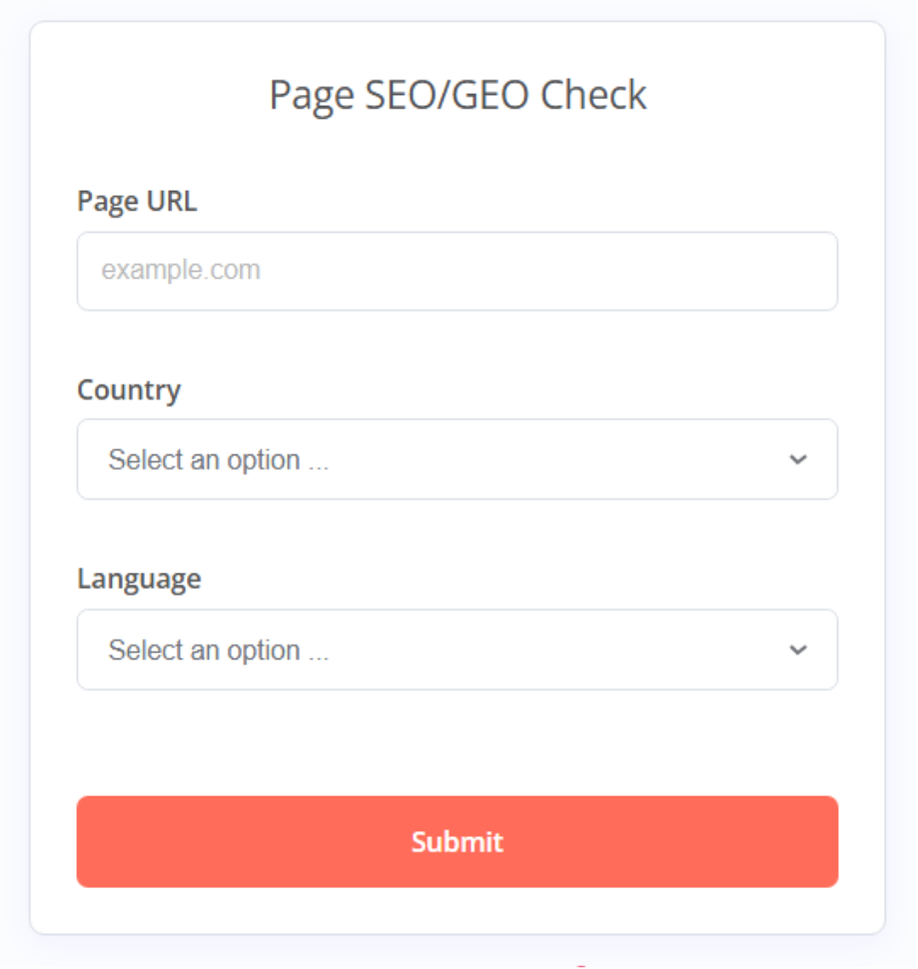 Page SEO/GEO Check
Page URL
example.com
Country
Select an option ...
Language
Select an option ...
Submit